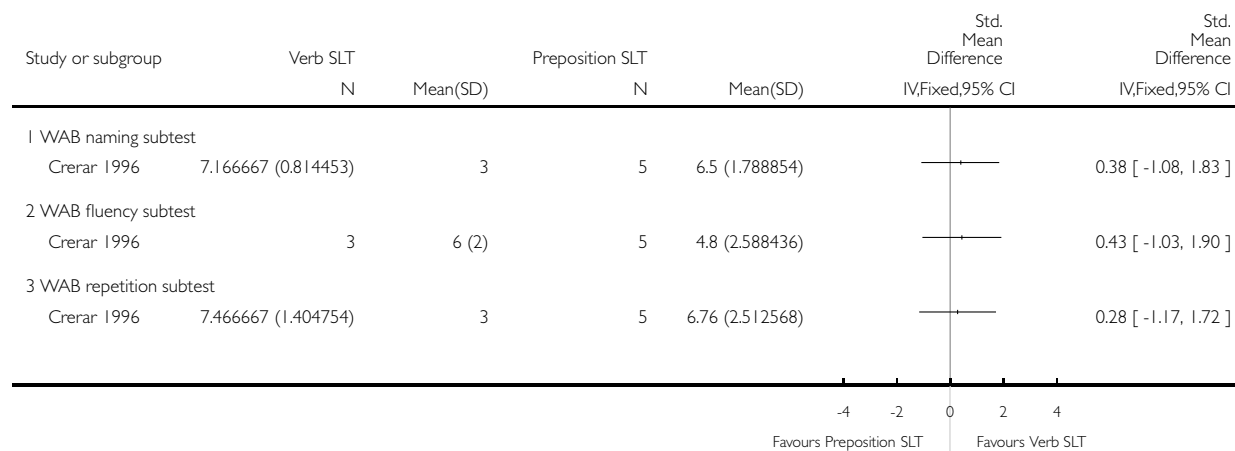 Std.
Mean
Difference
Std.
Mean
Difference
Study or subgroup Verb SLT Preposition SLT
N Mean(SD) N Mean(SD) IV,Fixed,95% CI IV,Fixed,95% CI
1 WAB naming subtest
Crerar 1996 7.166667 (0.814453) 3 5 6.5 (1.788854) 0.38 [ -1.08, 1.83 ]
2 WAB fluency subtest
Crerar 1996 3 6 (2) 5 4.8 (2.588436) 0.43 [ -1.03, 1.90 ]
3 WAB repetition subtest
Crerar 1996 7.466667 (1.404754) 3 5 6.76 (2.512568) 0.28 [ -1.17, 1.72 ]
-4 -2 0 2 4
Favours Preposition SLT Favours Verb SLT